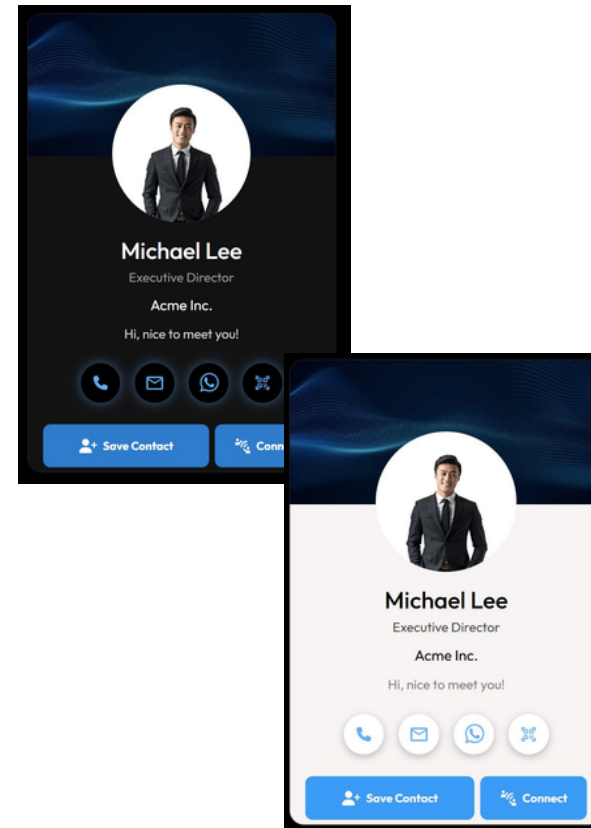 Michael Lee
Executive Director
Acme Inc.
Hi, nice to meet you!
Save Contact
Conn
Michael Lee
Executive Director
Acme Inc.
Hi, nice to meet you!
Save Contact
Connect